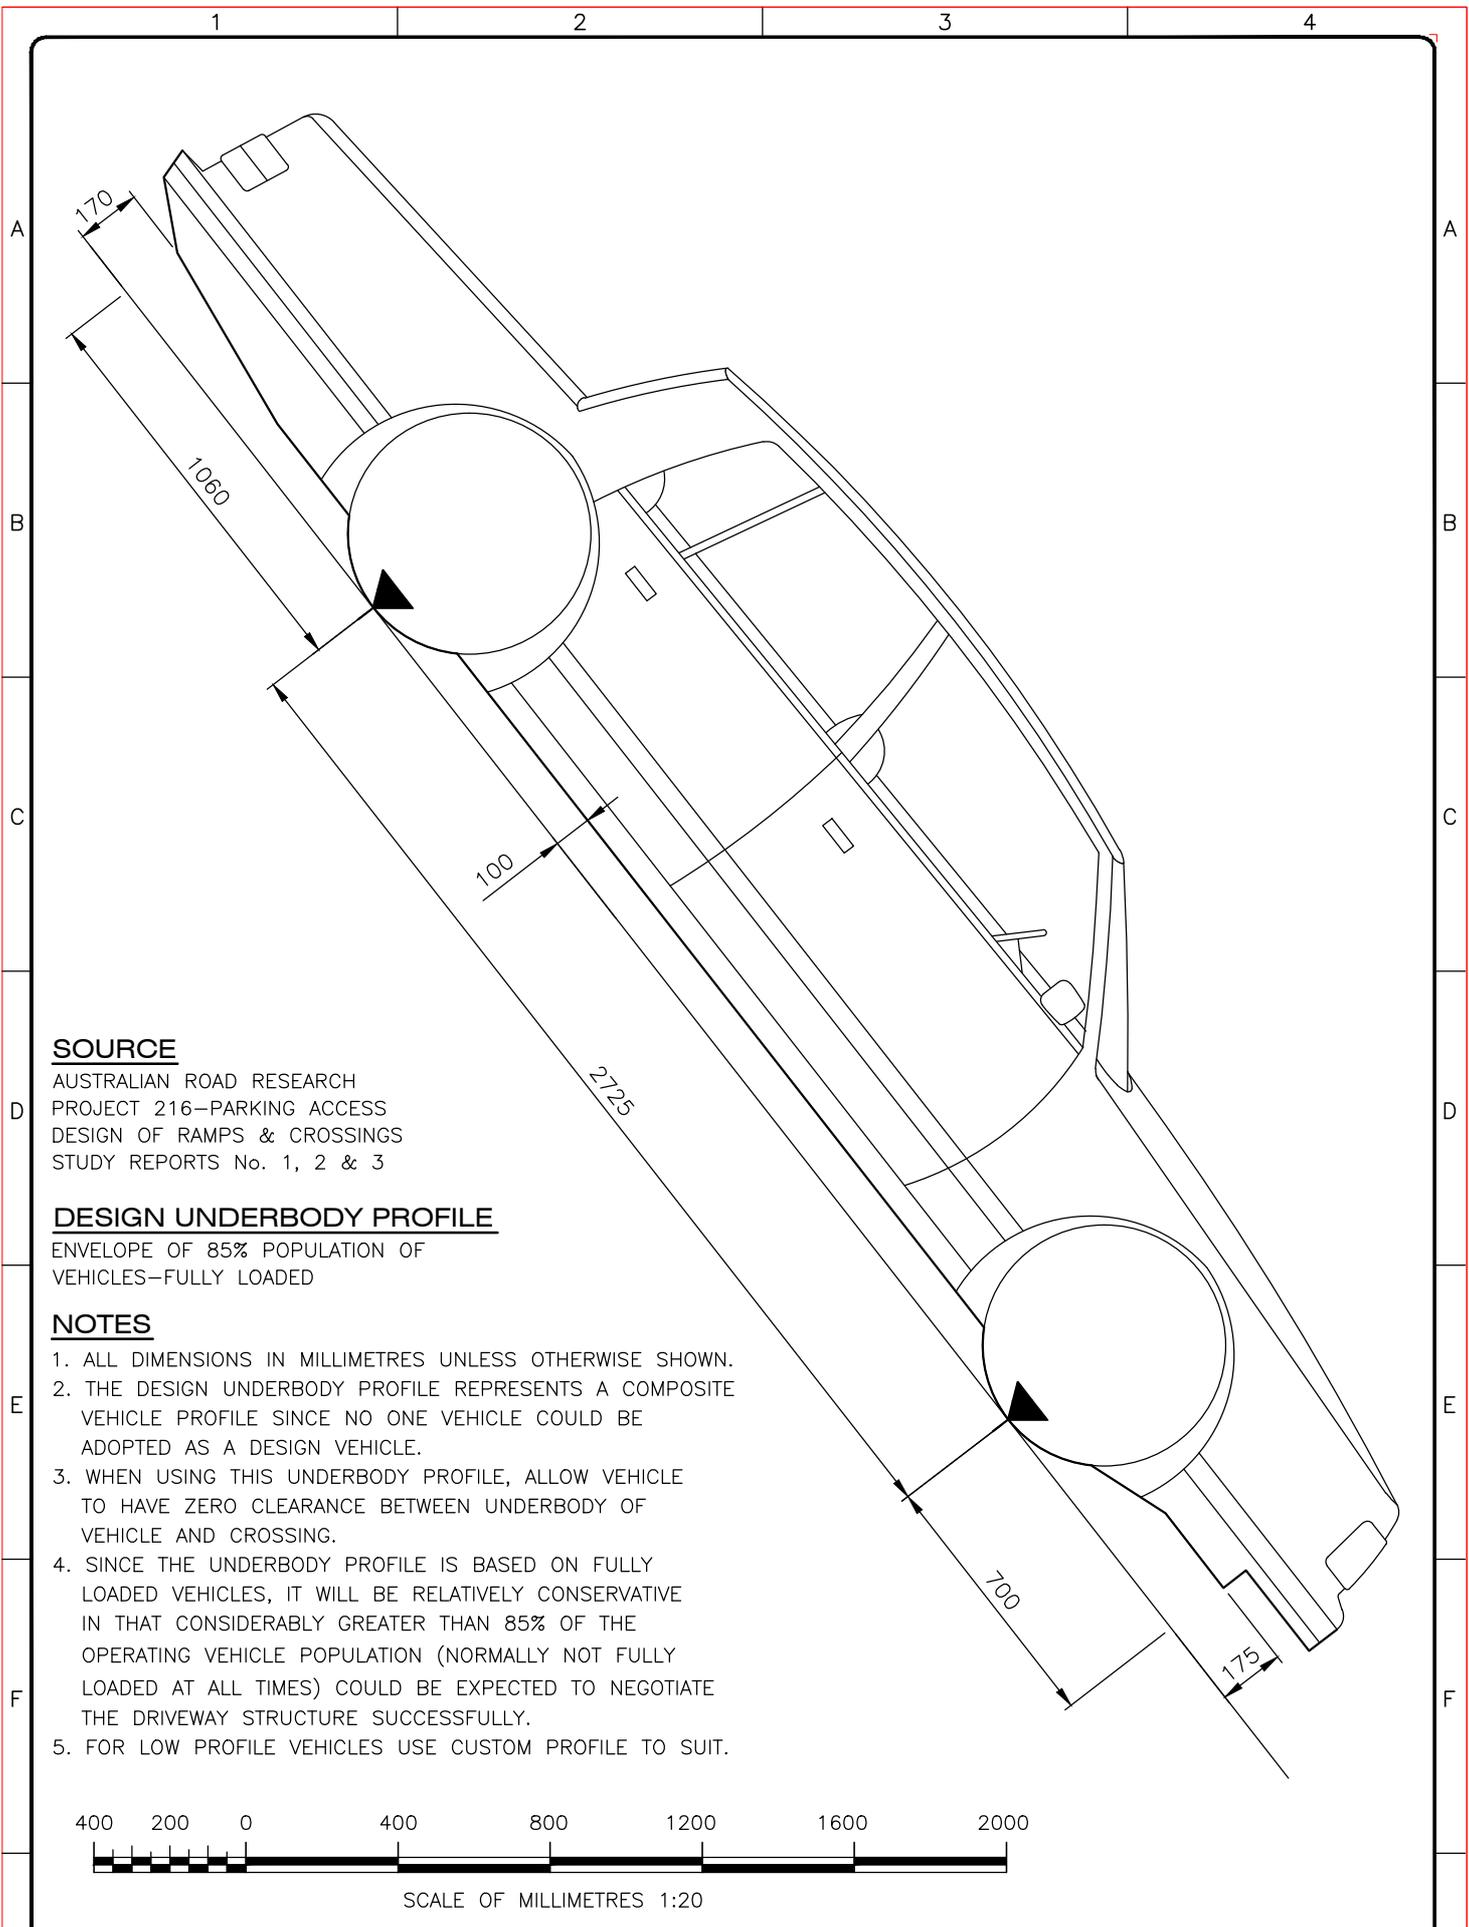 1 2 3 4
A A
170
1060
B B
C C
100
SOURCE
AUSTRALIAN ROAD RESEARCH
PROJECT 216-PARKING ACCESS
DESIGN OF RAMPS & CROSSINGS
STUDY REPORTS No. 1, 2 & 3
2725
D D
DESIGN UNDERBODY PROFILE
ENVELOPE OF 85% POPULATION OF
VEHICLES-FULLY LOADED
NOTES
1. ALL DIMENSIONS IN MILLIMETRES UNLESS OTHERWISE SHOWN.
2. THE DESIGN UNDERBODY PROFILE REPRESENTS A COMPOSITE
VEHICLE PROFILE SINCE NO ONE VEHICLE COULD BE
ADOPTED AS A DESIGN VEHICLE.
3. WHEN USING THIS UNDERBODY PROFILE, ALLOW VEHICLE
TO HAVE ZERO CLEARANCE BETWEEN UNDERBODY OF
VEHICLE AND CROSSING.
4. SINCE THE UNDERBODY PROFILE IS BASED ON FULLY
LOADED VEHICLES, IT WILL BE RELATIVELY CONSERVATIVE
IN THAT CONSIDERABLY GREATER THAN 85% OF THE
OPERATING VEHICLE POPULATION (NORMALLY NOT FULLY
LOADED AT ALL TIMES) COULD BE EXPECTED TO NEGOTIATE
THE DRIVEWAY STRUCTURE SUCCESSFULLY.
5. FOR LOW PROFILE VEHICLES USE CUSTOM PROFILE TO SUIT.
E E
700
175
F F
400 200 0 400 800 1200 1600 2000
SCALE OF MILLIMETRES 1:20